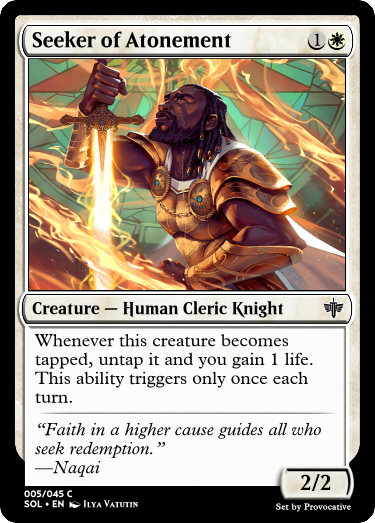 Seeker of Atonement 1
Creature — Human Cleric Knight
Whenever this creature becomes
tapped, untap it and you gain 1 life.
This ability triggers only once each
turn.
“Faith in a higher cause guides all who
seek redemption.”
—Naqai
2/2
005/045 C
SOL • EN Ilya Vatutin
Set by Provocative